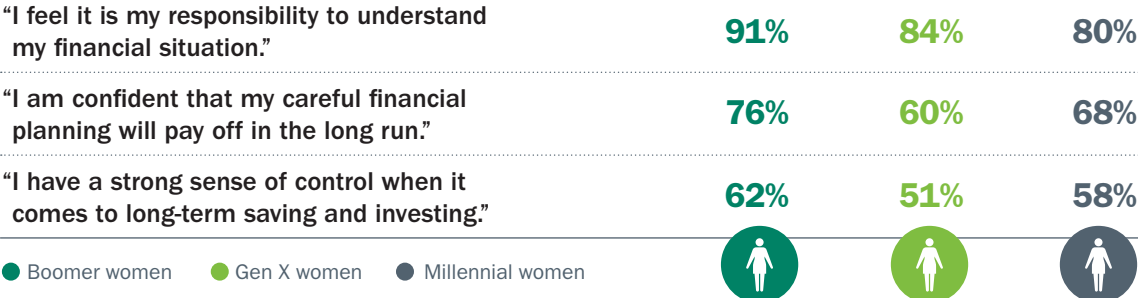 “I feel it is my responsibility to understand
my financial situation.”
91% 84% 80%
“I am confident that my careful financial
planning will pay off in the long run.”
76% 60% 68%
“I have a strong sense of control when it
comes to long-term saving and investing.”
62% 51% 58%
Boomer women Gen X women Millennial women